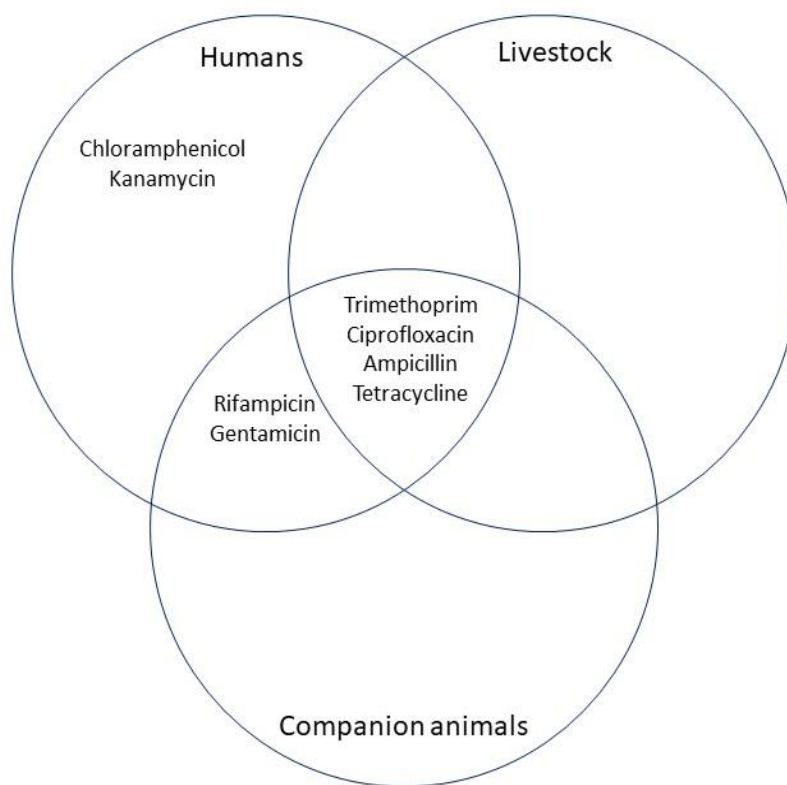 Humans
Livestock
Chloramphenicol
Kanamycin
Trimethoprim
Ciprofloxacin
Ampicillin
Tetracycline
Rifampicin
Gentamicin
Companion animals